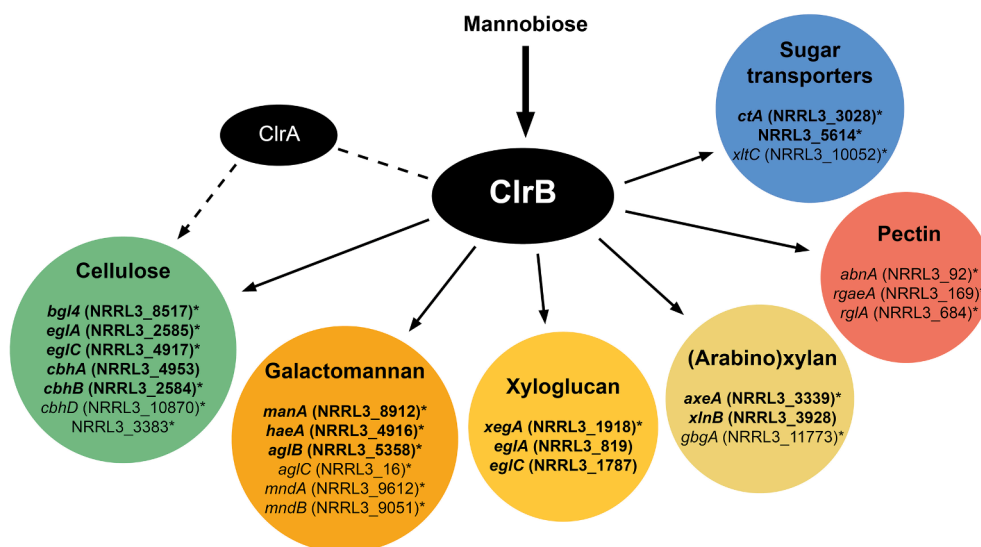 Mannobiose
ClrA
ClrB
Sugar
transporters
ctA (NRRL3_3028)*
NRRL3_5614*
xltC (NRRL3_10052)*
Pectin
abnA (NRRL3_92)*
rgaeA (NRRL3_169)*
rglA (NRRL3_684)*
Cellulose
bgl4 (NRRL3_8517)*
eglA (NRRL3_2585)*
eglC (NRRL3_4917)*
cbhA (NRRL3_4953)
cbhB (NRRL3_2584)*
cbhD (NRRL3_10870)*
NRRL3_3383*
Galactomannan
manA (NRRL3_8912)*
haeA (NRRL3_4916)*
aglB (NRRL3_5358)*
aglC (NRRL3_16)*
mndA (NRRL3_9612)*
mndB (NRRL3_9051)*
Xyloglucan
xegA (NRRL3_1918)*
eglA (NRRL3_819)
eglC (NRRL3_1787)
(Arabino)xylan
axeA (NRRL3_3339)*
xlnB (NRRL3_3928)
gbgA (NRRL3_11773)*